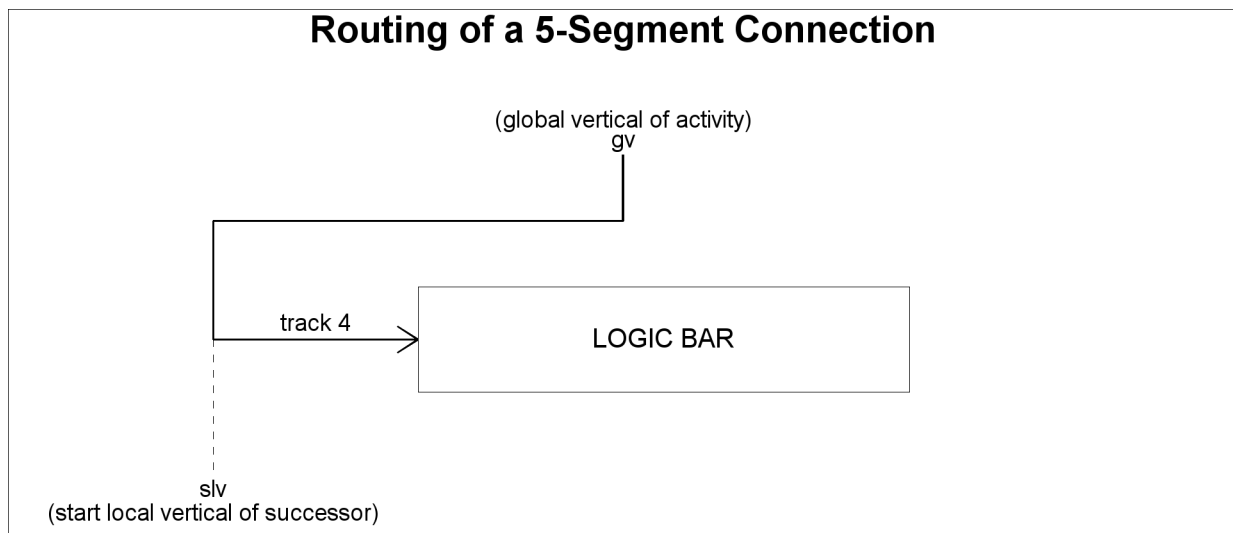 Routing of a 5-Segment Connection
(global vertical of activity)
gv
track 4
LOGIC BAR
slv
(start local vertical of successor)